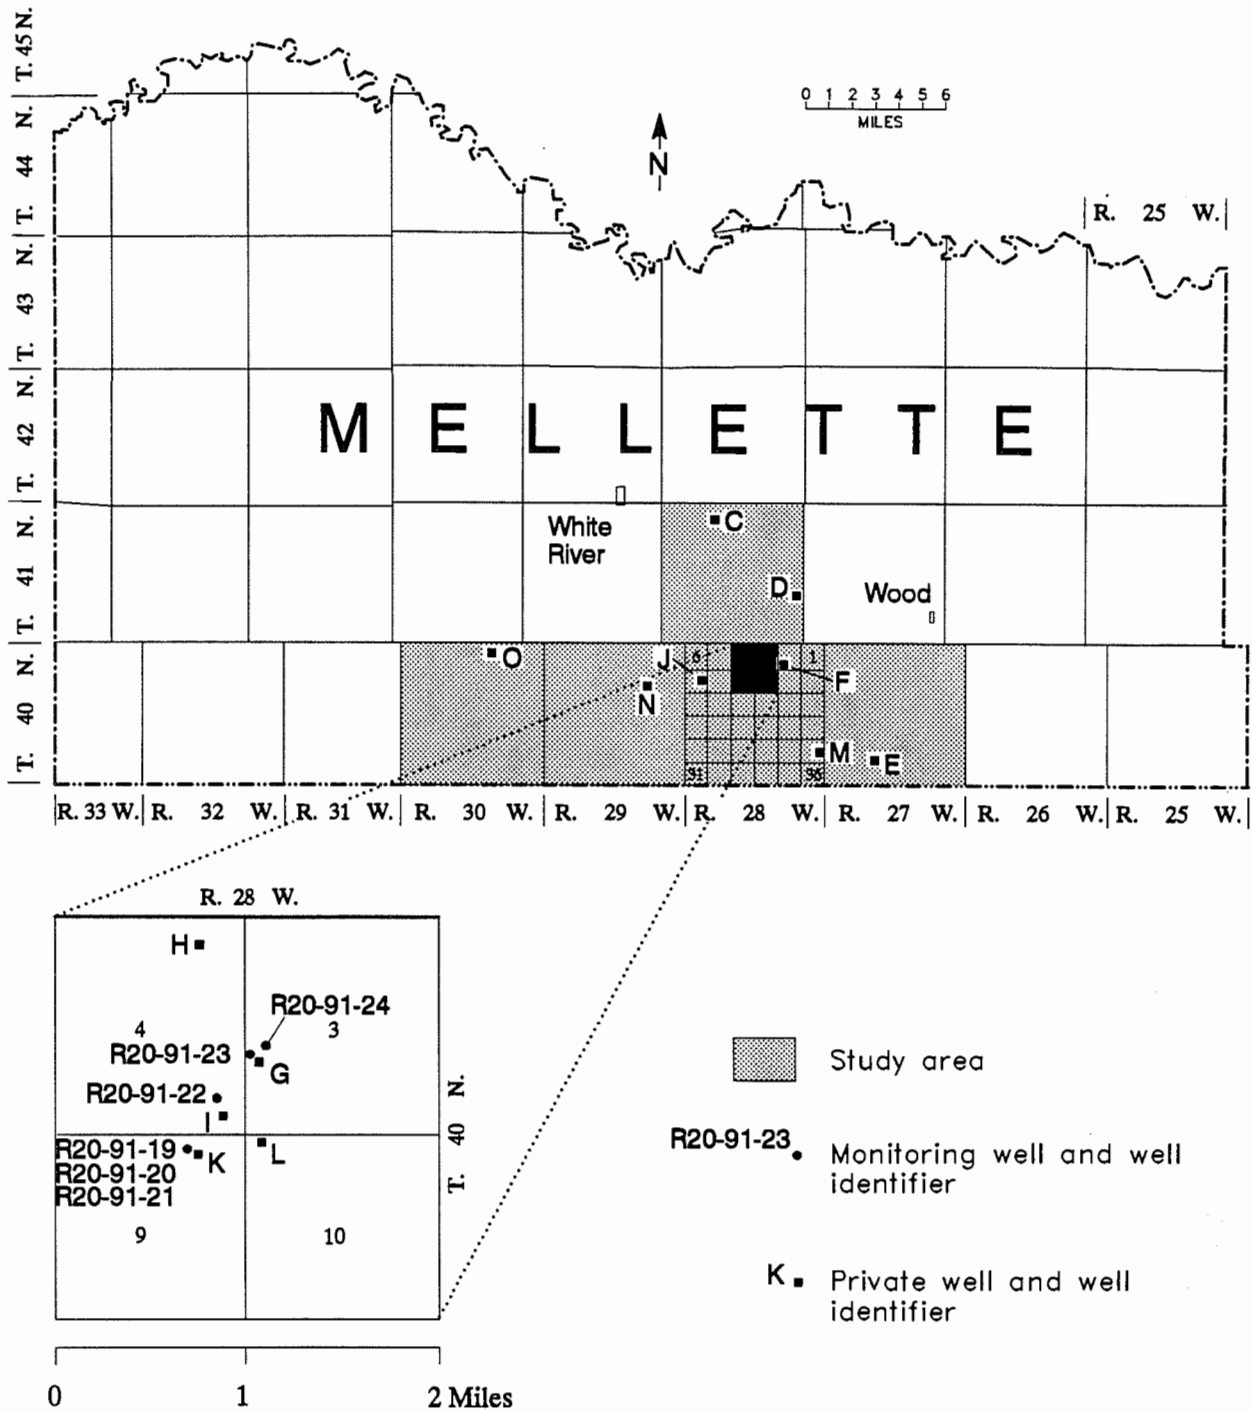 T. 45 N.
0 1 2 3 4 5 6
MILES
N
T. 44 N.
R. 25 W.
T. 43 N.
T. 42 N.
MELLETTE
T. 41 N.
White
River
C
D
Wood
T. 40 N.
O
J
6
1
N
F
M
E
31
36
R. 33 W. R. 32 W. R. 31 W. R. 30 W. R. 29 W. R. 28 W. R. 27 W. R. 26 W. R. 25 W.
R. 28 W.
H
R20-91-24
4
3
R20-91-23
G
R20-91-22
I
T. 40 N.
R20-91-19
K
L
R20-91-20
R20-91-21
9
10
0 1 2 Miles
Study area
R20-91-23
Monitoring well and well
identifier
K
Private well and well
identifier